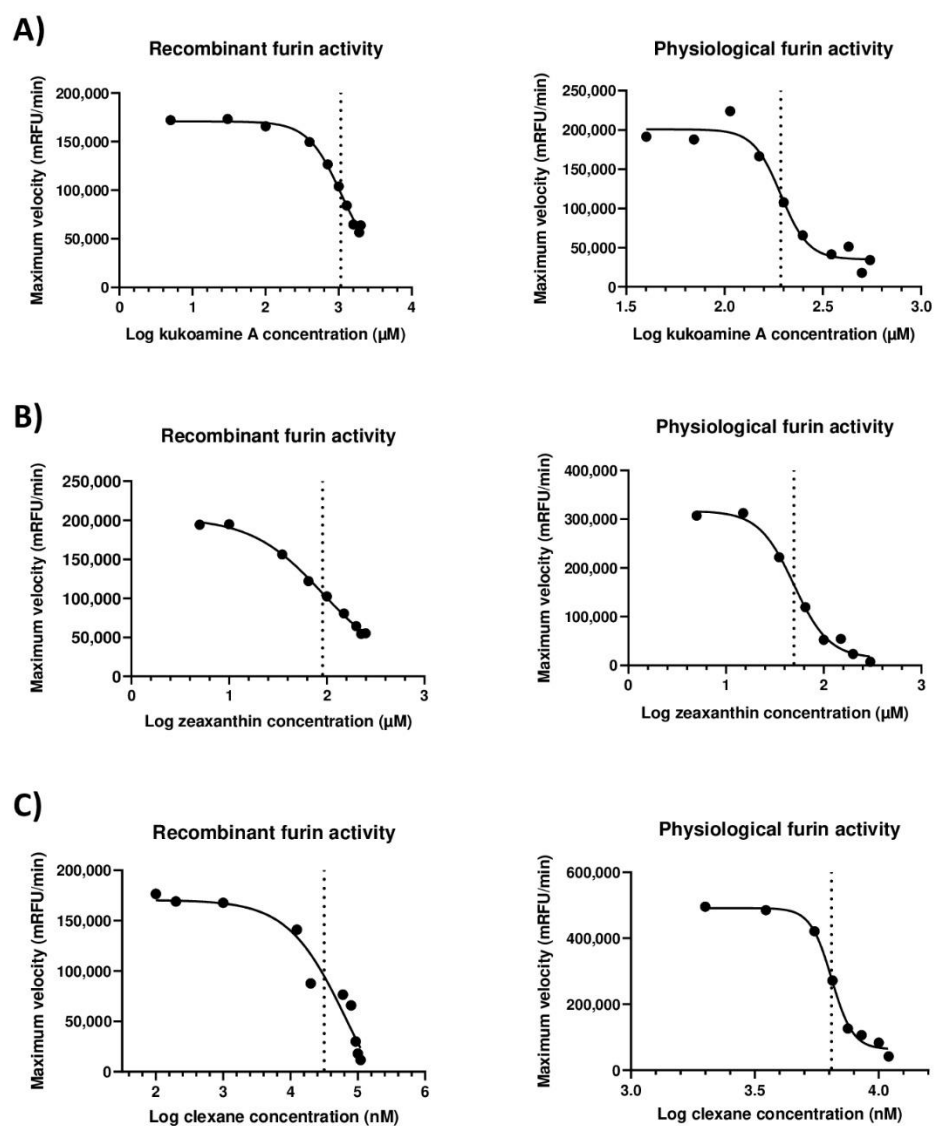 A)
Recombinant furin activity
Maximum velocity (mRFU/min)
200,000
150,000
100,000
50,000
0
0 1 2 3 4
Log kukoamine A concentration (µM)
Physiological furin activity
Maximum velocity (mRFU/min)
250,000
200,000
150,000
100,000
50,000
0
1.5 2.0 2.5 3.0
Log kukoamine A concentration (µM)
B)
Recombinant furin activity
Maximum velocity (mRFU/min)
250,000
200,000
150,000
100,000
50,000
0
0 1 2 3
Log zeaxanthin concentration (µM)
Physiological furin activity
Maximum velocity (mRFU/min)
400,000
300,000
200,000
100,000
0
0 1 2 3
Log zeaxanthin concentration (µM)
C)
Recombinant furin activity
Maximum velocity (mRFU/min)
200,000
150,000
100,000
50,000
0
2 3 4 5 6
Log clexane concentration (nM)
Physiological furin activity
Maximum velocity (mRFU/min)
600,000
400,000
200,000
0
3.0 3.5 4.0
Log clexane concentration (nM)